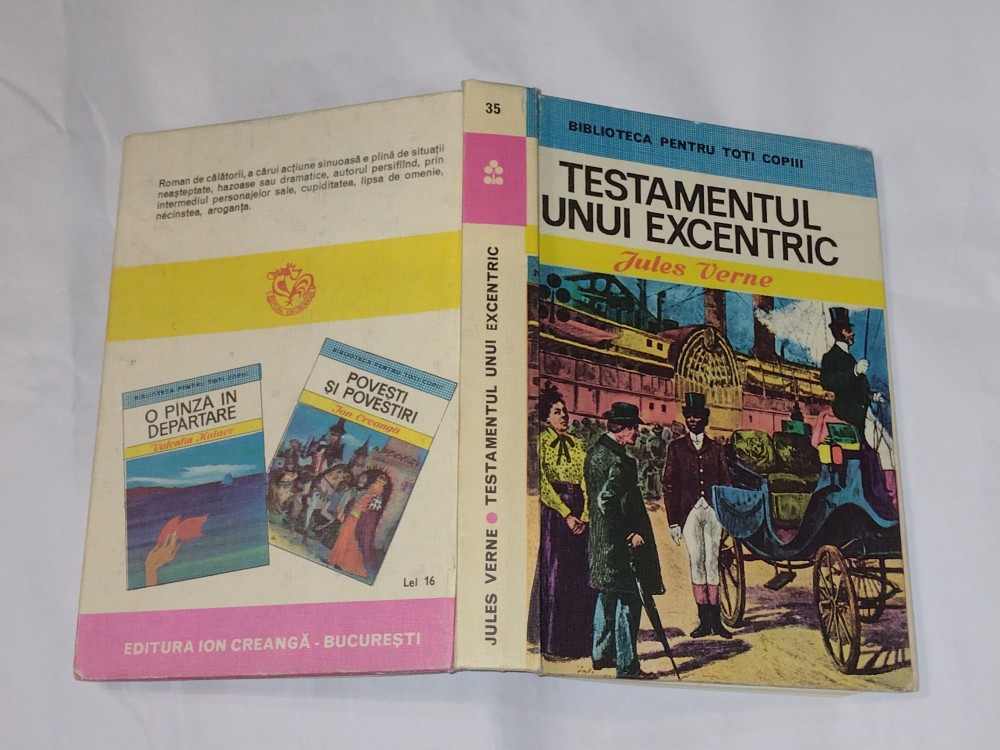 Roman de călătorii, a cărui acțiune sinuoasă e plină de situații
neașteptate, hazoase sau dramatice, autorul persiflînd, prin
intermediul personajelor sale, cupiditatea, lipsa de omenie,
necinstea, aroganța.
BIBLIOTECA PENTRU TOTI COPIII
O PÎNZĂ ÎN
DEPĂRTARE
Valentin Kataev
BIBLIOTECA PENTRU TOTI COPIII
POVEȘTI
ȘI POVESTIRI
Ion Creangă
Lei 16
EDITURA ION CREANGĂ - BUCUREȘTI
35
JULES VERNE ● TESTAMENTUL UNUI EXCENTRIC
BIBLIOTECA PENTRU TOTI COPIII
TESTAMENTUL
UNUI EXCENTRIC
Jules Verne